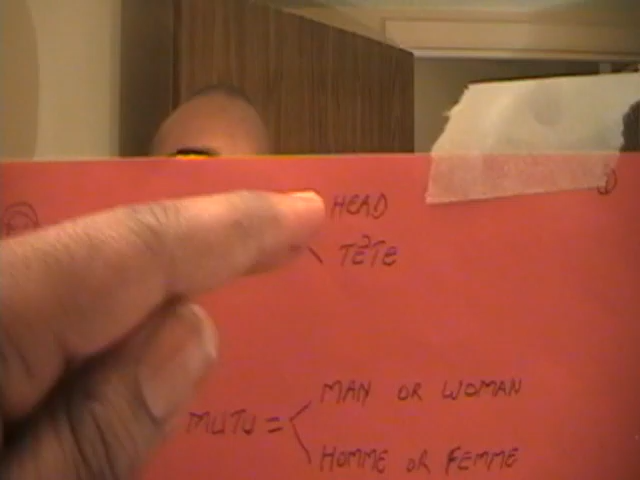 HEAD
TÊTE
MAN OR WOMAN
MUTU =
HOMME OR FEMME